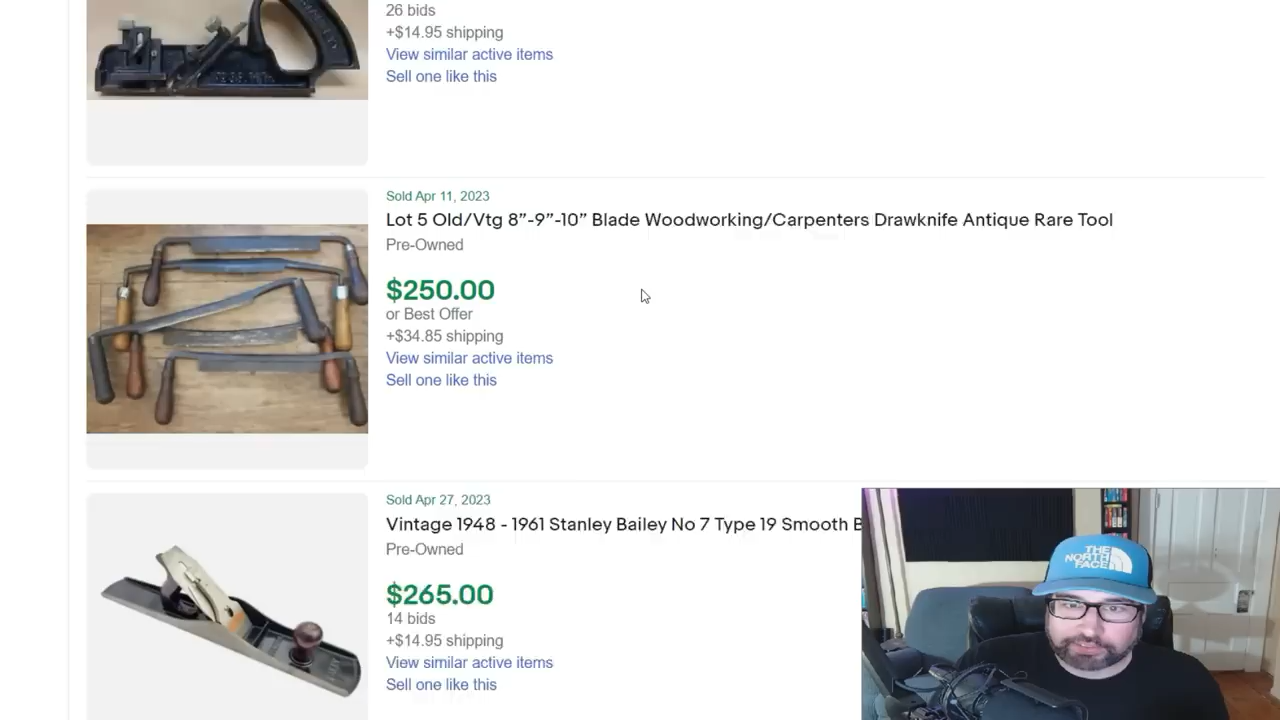 26 bids
+$14.95 shipping
View similar active items
Sell one like this
Sold Apr 11, 2023
Lot 5 Old/Vtg 8”-9”-10” Blade Woodworking/Carpenters Drawknife Antique Rare Tool
Pre-Owned
$250.00
or Best Offer
+$34.85 shipping
View similar active items
Sell one like this
Sold Apr 27, 2023
Vintage 1948 - 1961 Stanley Bailey No 7 Type 19 Smooth B
Pre-Owned
$265.00
14 bids
+$14.95 shipping
View similar active items
Sell one like this
THE
NORTH
FACE